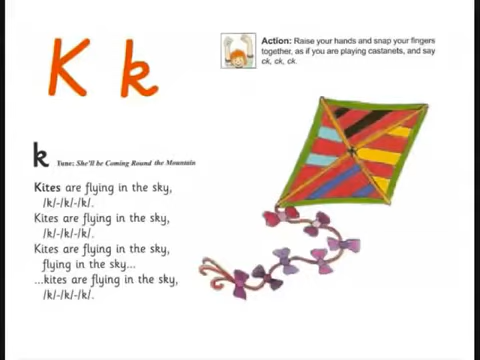 K k
Action: Raise your hands and snap your fingers
together, as if you are playing castanets, and say
ck, ck, ck.
k Tune: She'll be Coming Round the Mountain
Kites are flying in the sky,
/k/-/k/-/k/.
Kites are flying in the sky,
/k/-/k/-/k/.
Kites are flying in the sky,
flying in the sky...
...kites are flying in the sky,
/k/-/k/-/k/.